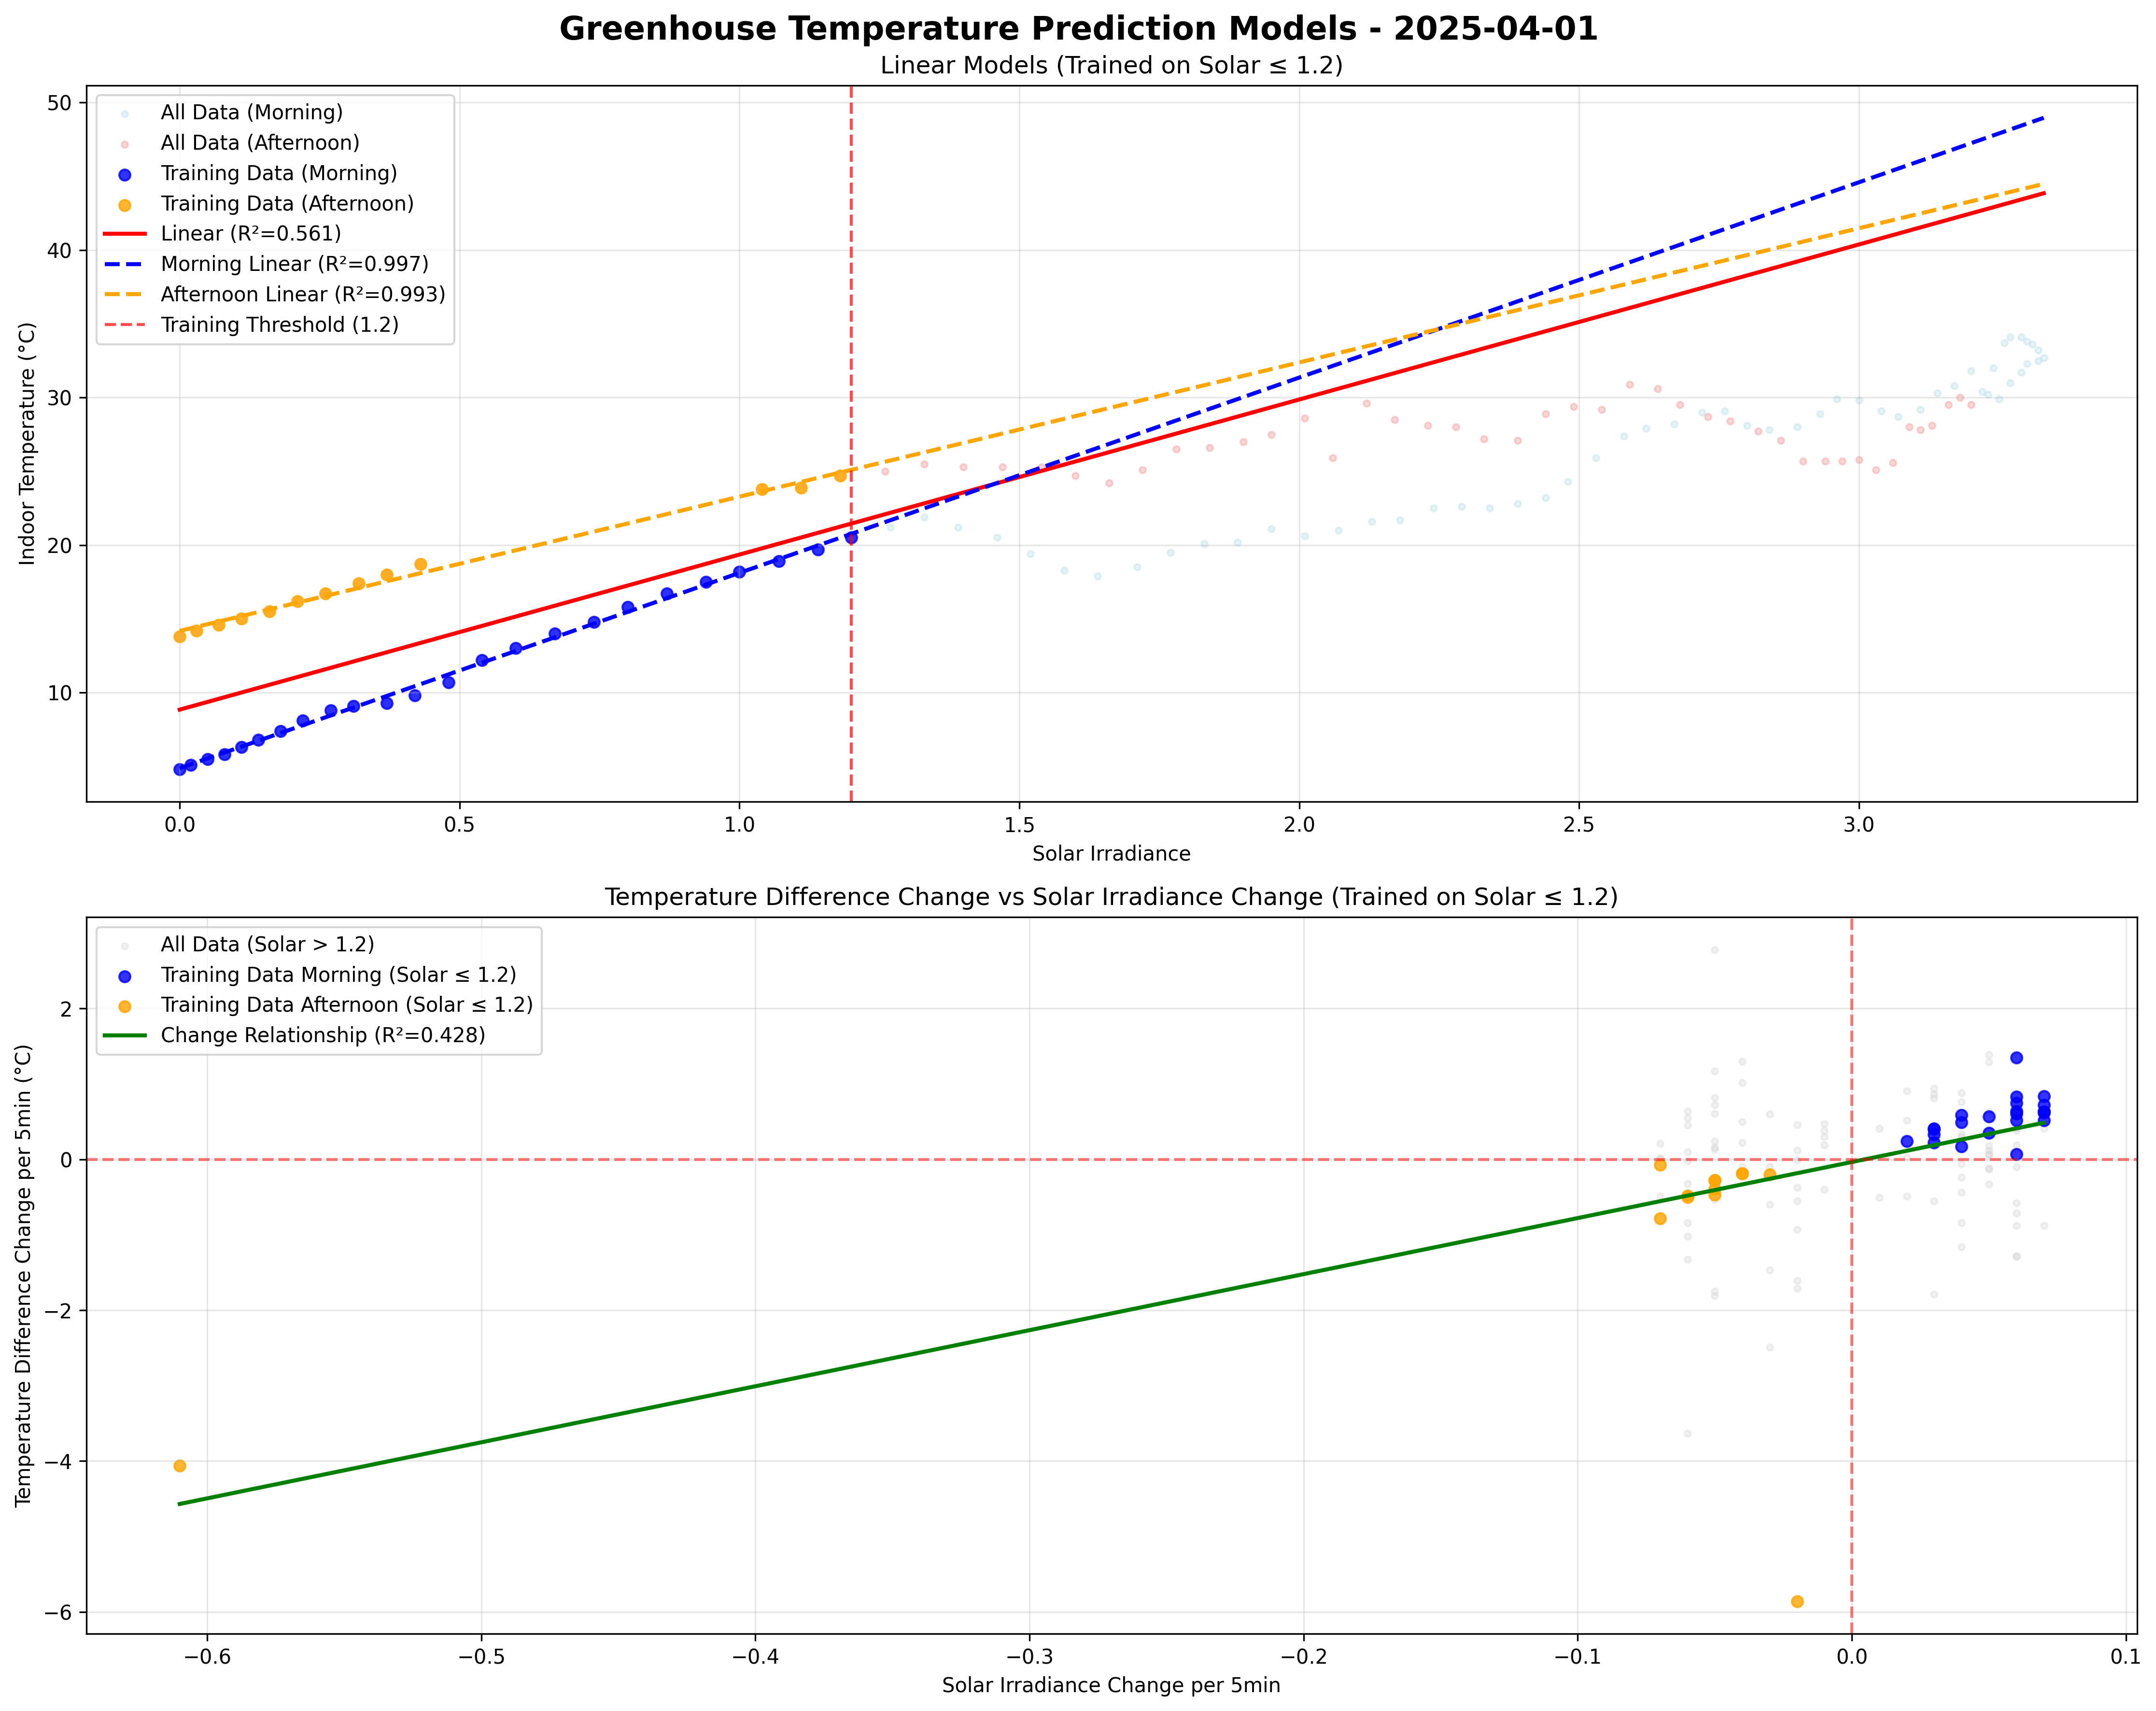 Greenhouse Temperature Prediction Models - 2025-04-01
Linear Models (Trained on Solar ≤ 1.2)
All Data (Morning)
All Data (Afternoon)
Training Data (Morning)
Training Data (Afternoon)
Linear (R²=0.561)
Morning Linear (R²=0.997)
Afternoon Linear (R²=0.993)
Training Threshold (1.2)
Indoor Temperature (°C)
50
40
30
20
10
0.0 0.5 1.0 1.5 2.0 2.5 3.0
Solar Irradiance
Temperature Difference Change vs Solar Irradiance Change (Trained on Solar ≤ 1.2)
All Data (Solar > 1.2)
Training Data Morning (Solar ≤ 1.2)
Training Data Afternoon (Solar ≤ 1.2)
Change Relationship (R²=0.428)
Temperature Difference Change per 5min (°C)
2
0
−2
−4
−6
−0.6 −0.5 −0.4 −0.3 −0.2 −0.1 0.0 0.1
Solar Irradiance Change per 5min